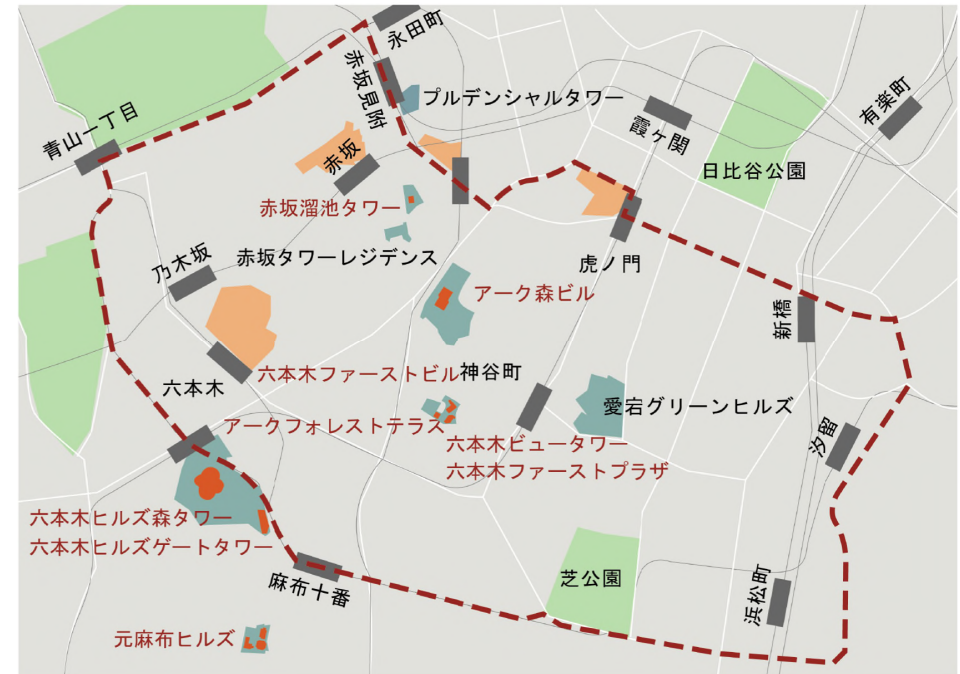 永田町
赤坂見附
プルデンシャルタワー
有楽町
霞ヶ関
青山一丁目
赤坂
日比谷公園
赤坂溜池タワー
乃木坂
赤坂タワーレジデンス
虎ノ門
アーク森ビル
新橋
六本木
六本木ファーストビル
神谷町
愛宕グリーンヒルズ
アークフォレストテラス
六本木ビュータワー
六本木ファーストプラザ
汐留
六本木ヒルズ森タワー
六本木ヒルズゲートタワー
麻布十番
芝公園
浜松町
元麻布ヒルズ